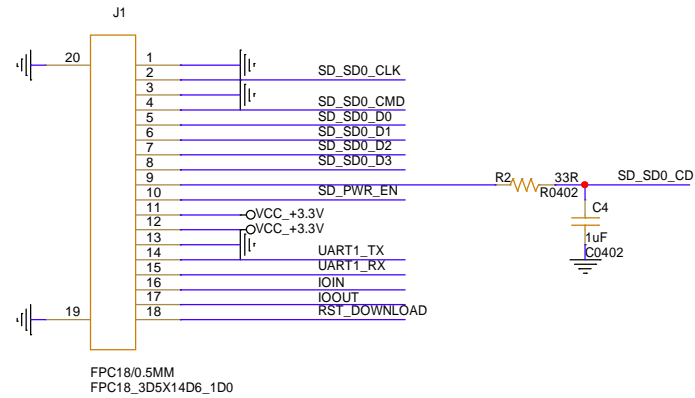 J1
20
1
2 SD_SD0_CLK
3
4 SD_SD0_CMD
5 SD_SD0_D0
6 SD_SD0_D1
7 SD_SD0_D2
8 SD_SD0_D3
9 R2 33R SD_SD0_CD
R0402
10 SD_PWR_EN
C4
11 VCC_+3.3V
12 VCC_+3.3V
1uF
13
C0402
14 UART1_TX
15 UART1_RX
16 IOIN
17 IOOUT
19
18 RST_DOWNLOAD
FPC18/0.5MM
FPC18_3D5X14D6_1D0